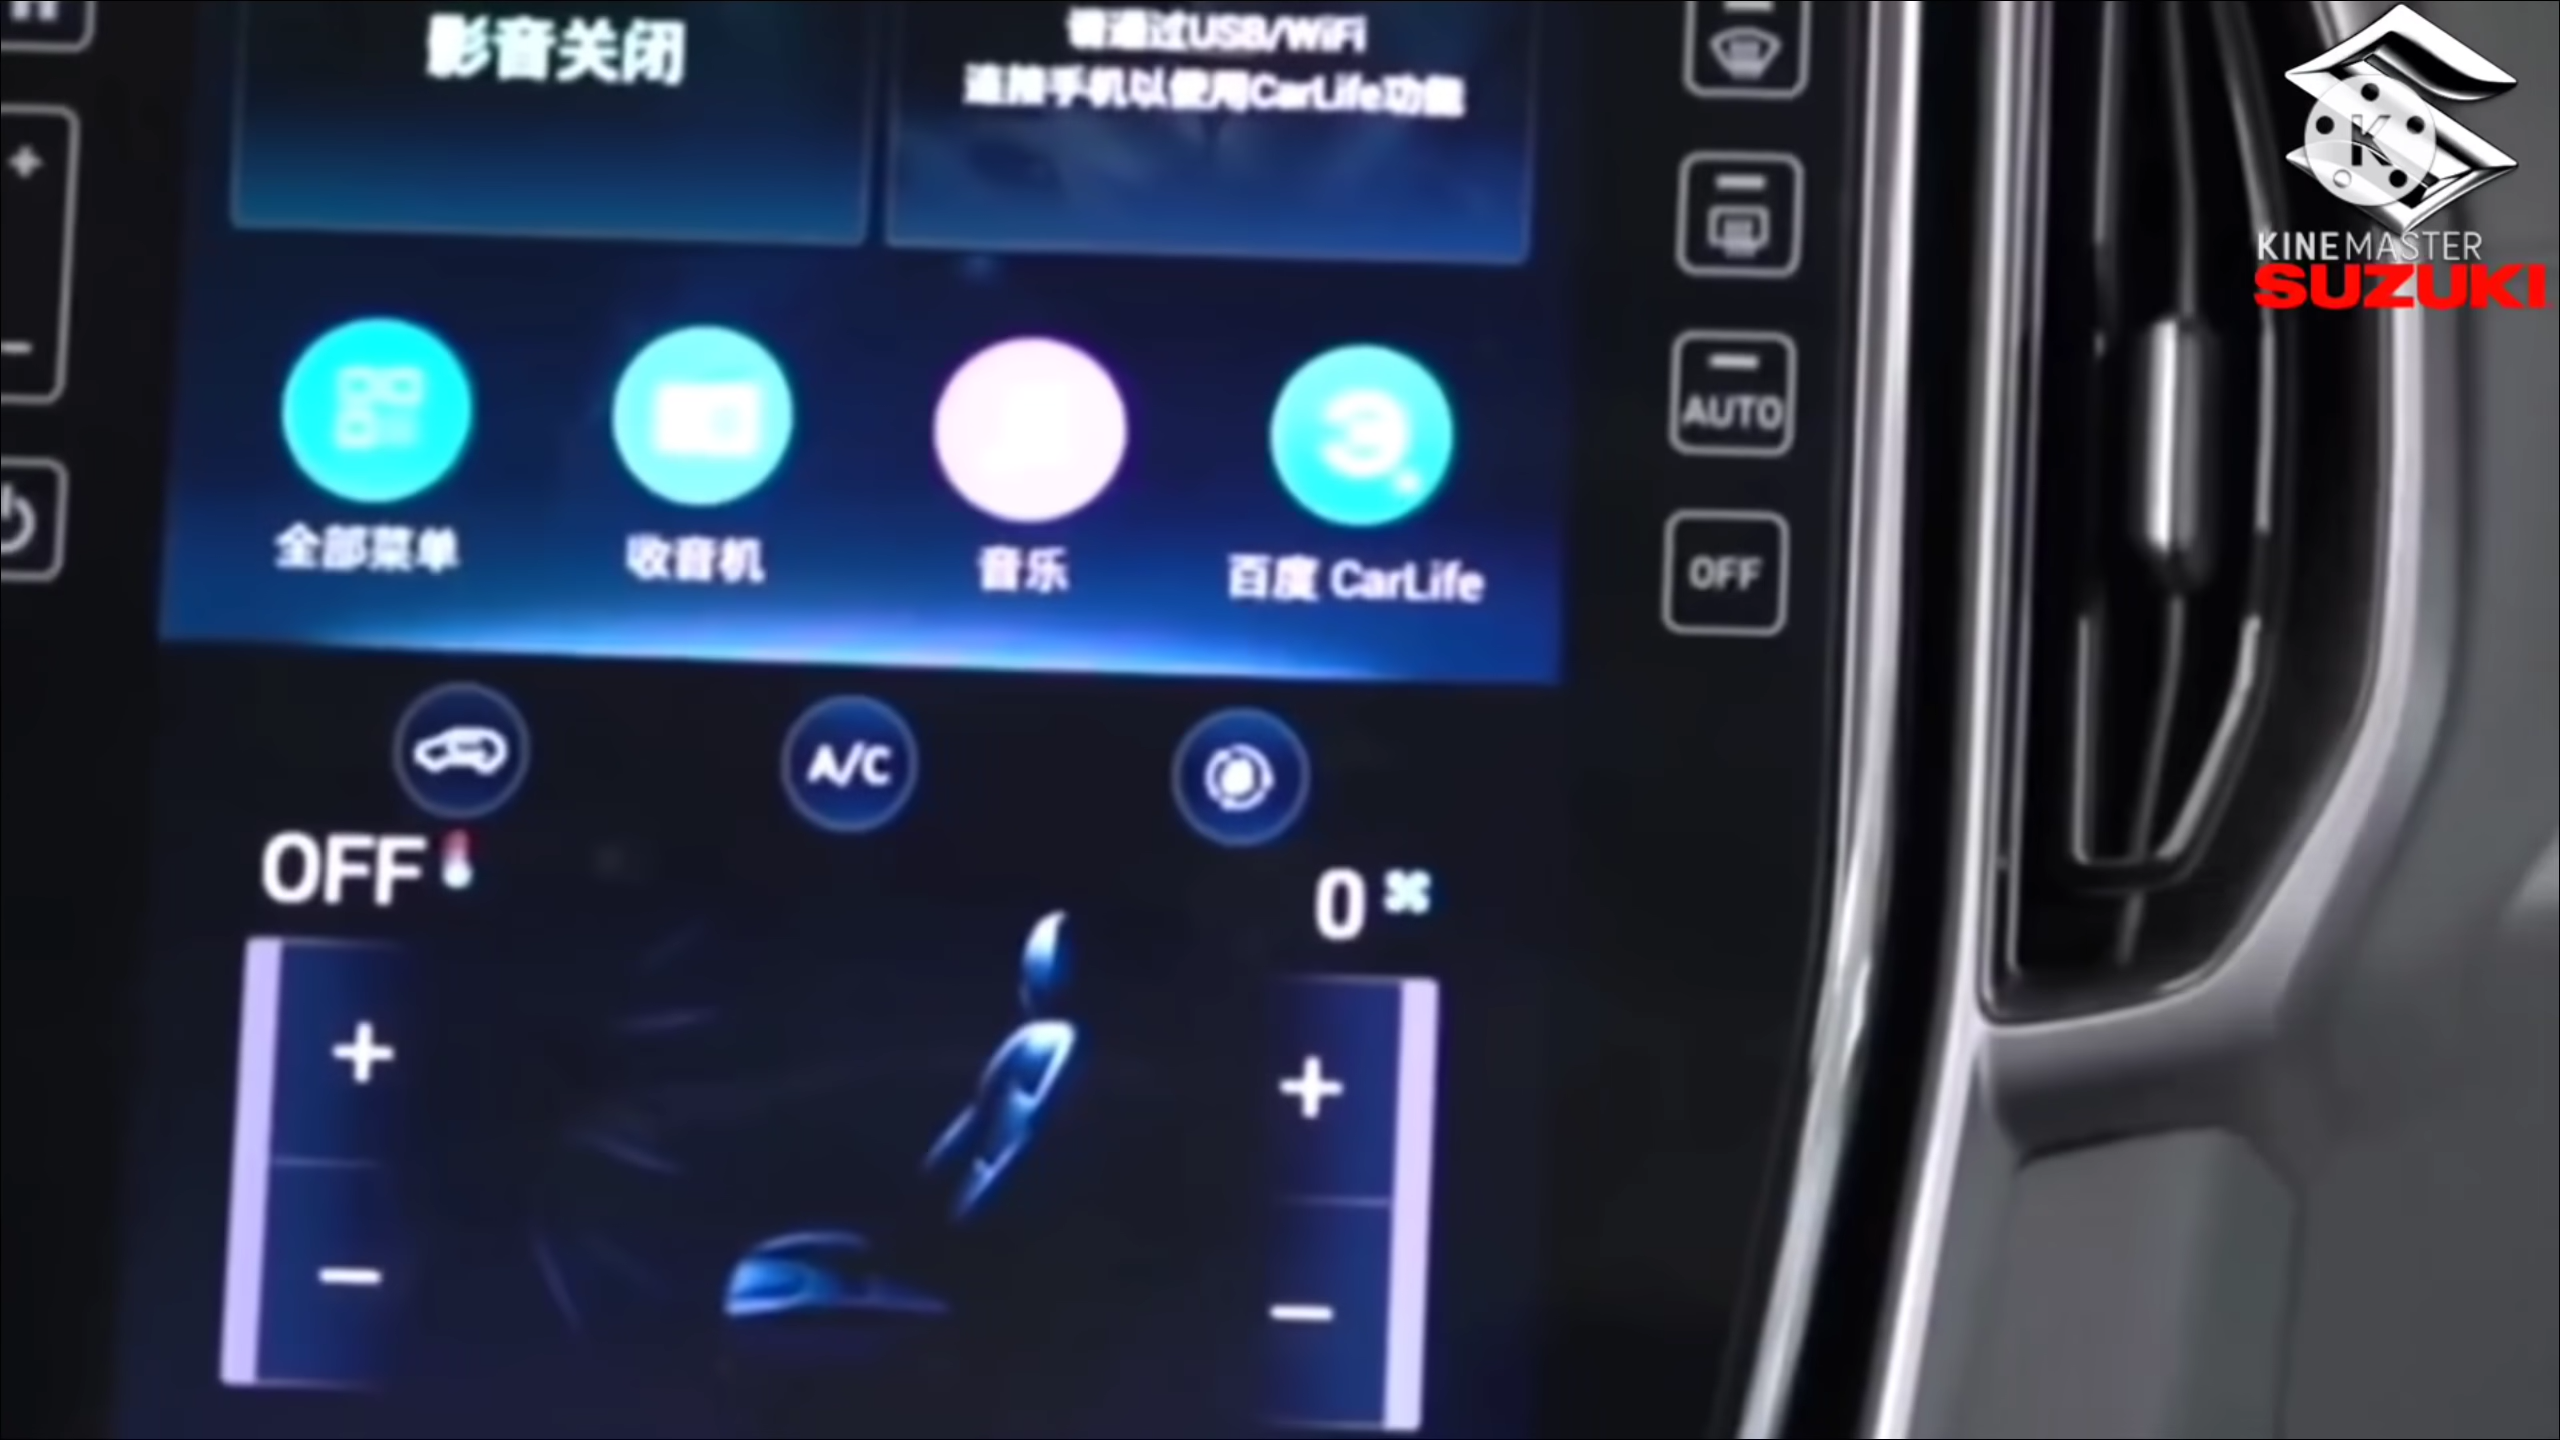 影音关闭
请通过USB/WiFi
连接手机以使用CarLife功能
K
KINEMASTER
SUZUKI
AUTO
全部菜单
收音机
音乐
百度 CarLife
OFF
A/C
OFF
0